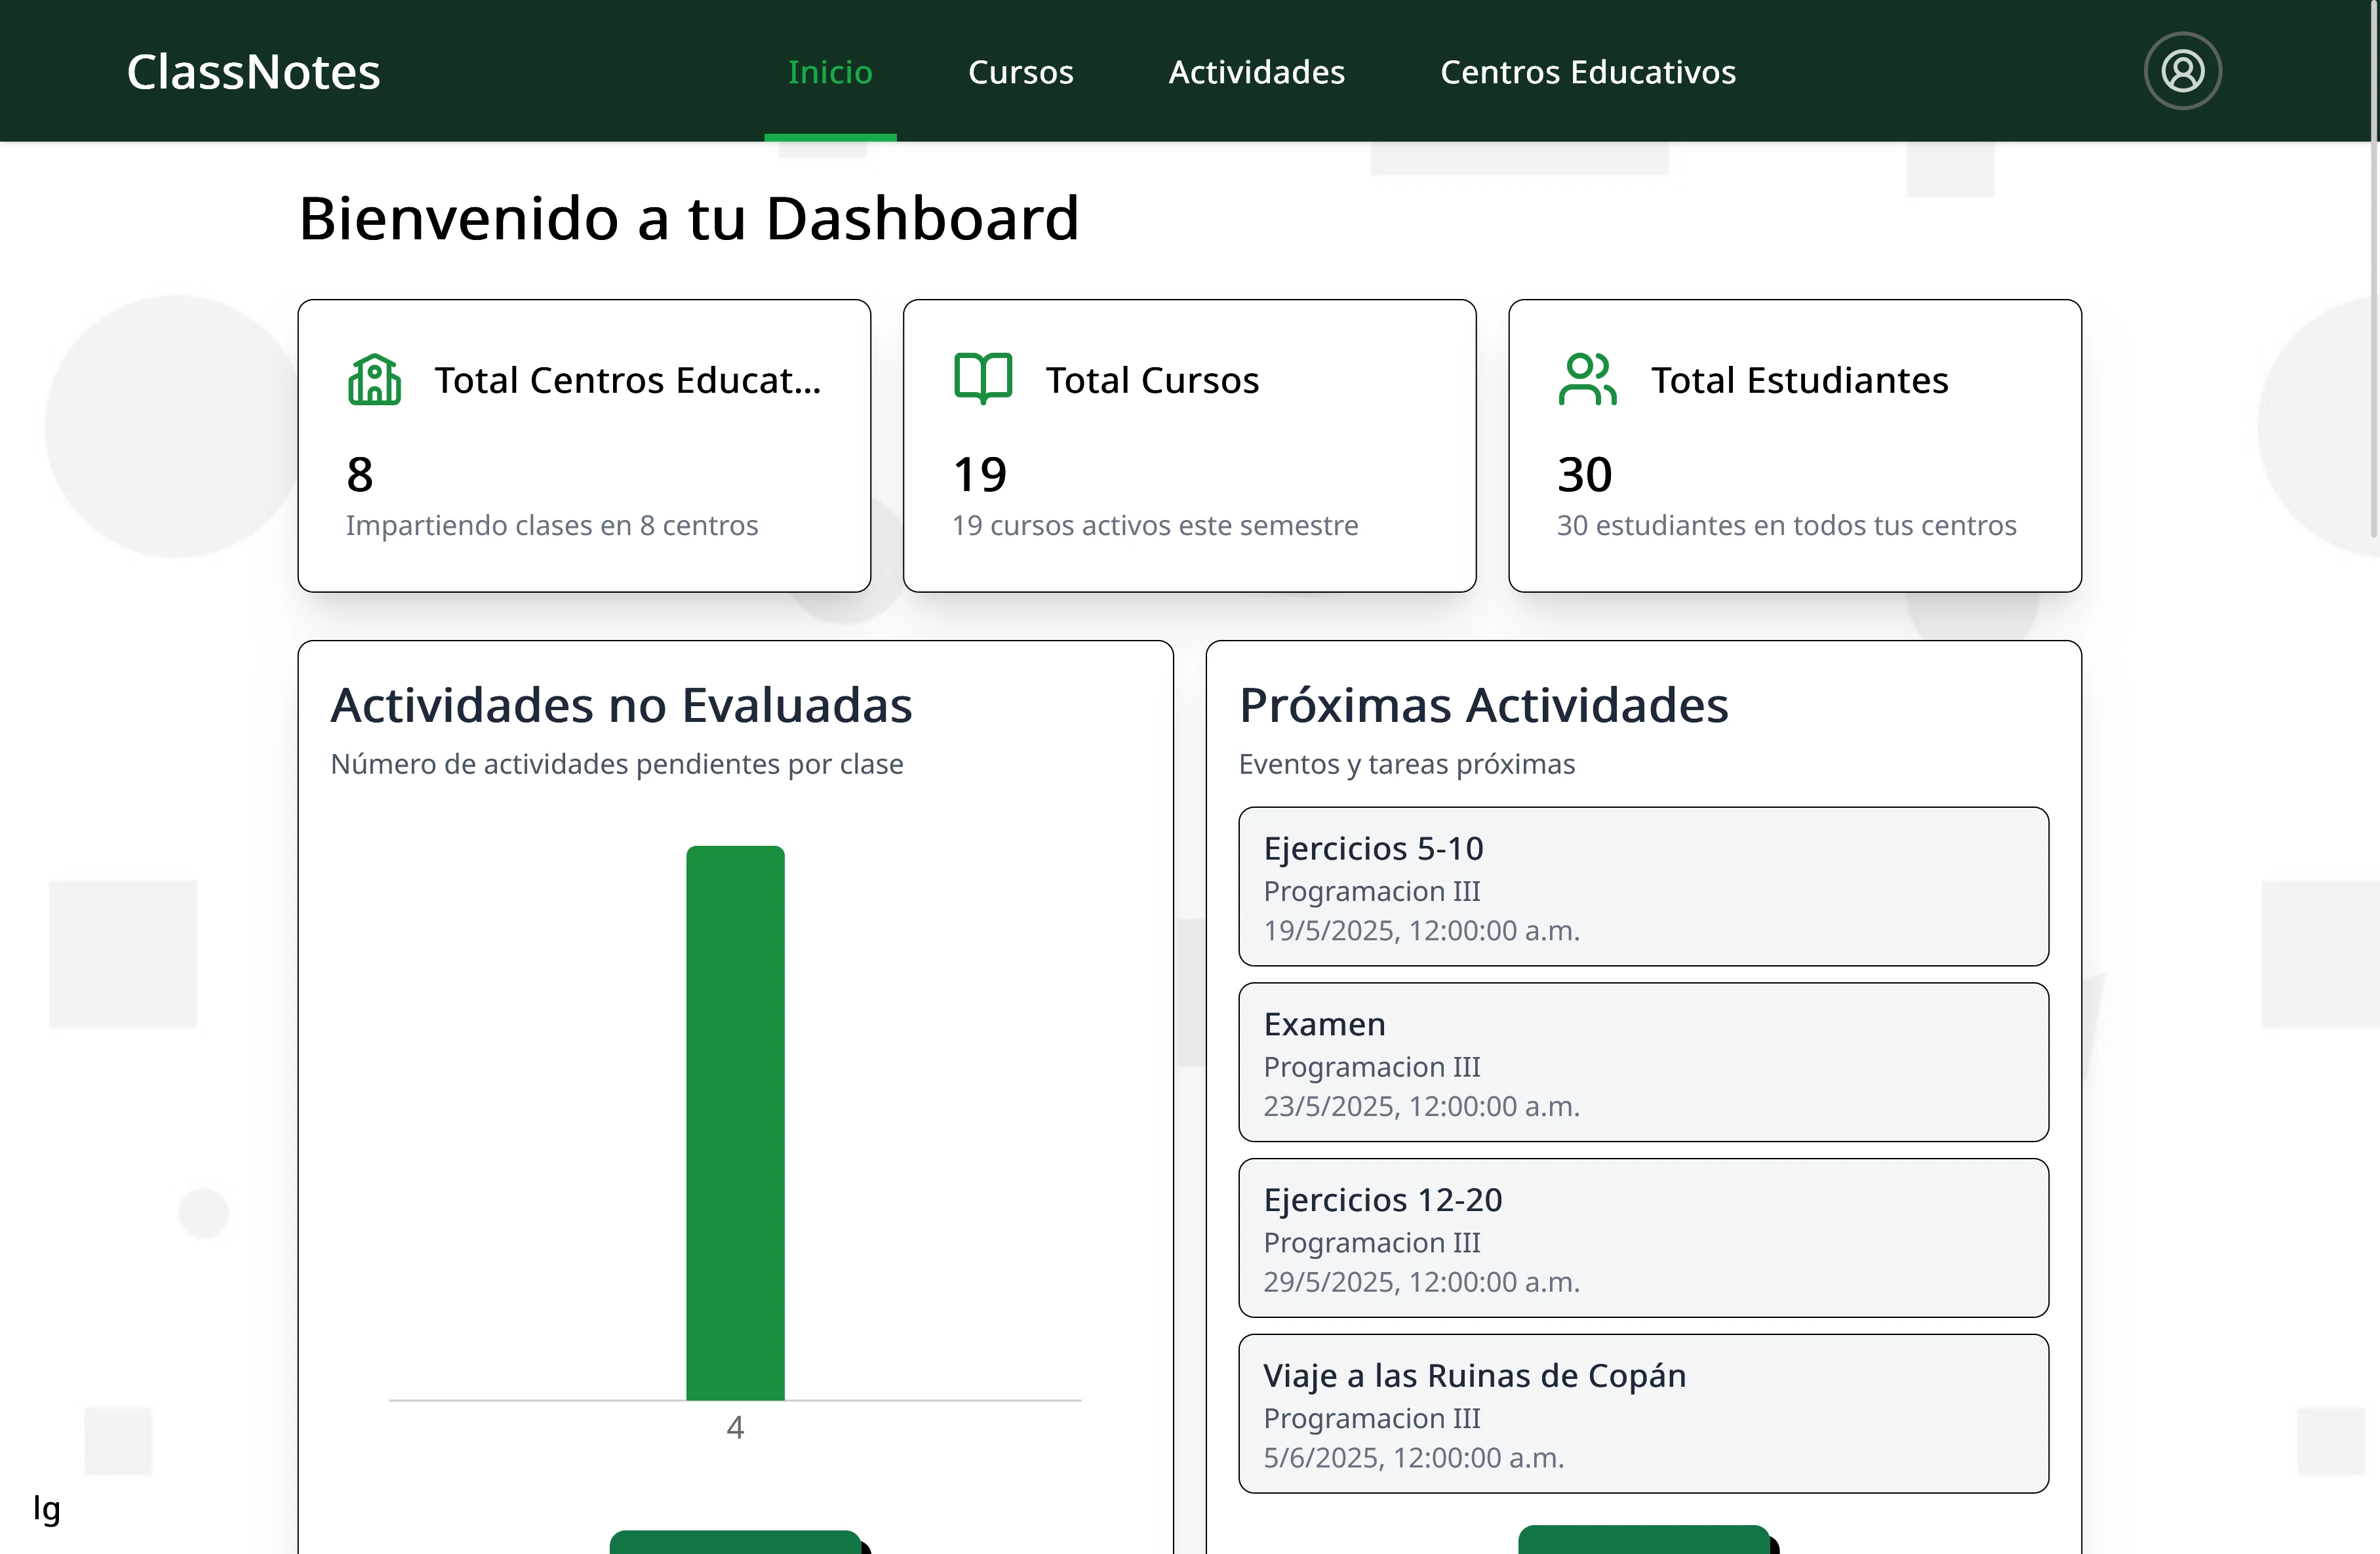 ClassNotes
Inicio
Cursos
Actividades
Centros Educativos
Bienvenido a tu Dashboard
Total Centros Educat...
8
Impartiendo clases en 8 centros
Total Cursos
19
19 cursos activos este semestre
Total Estudiantes
30
30 estudiantes en todos tus centros
Actividades no Evaluadas
Número de actividades pendientes por clase
4
Próximas Actividades
Eventos y tareas próximas
Ejercicios 5-10
Programacion III
19/5/2025, 12:00:00 a.m.
Examen
Programacion III
23/5/2025, 12:00:00 a.m.
Ejercicios 12-20
Programacion III
29/5/2025, 12:00:00 a.m.
Viaje a las Ruinas de Copán
Programacion III
5/6/2025, 12:00:00 a.m.
lg